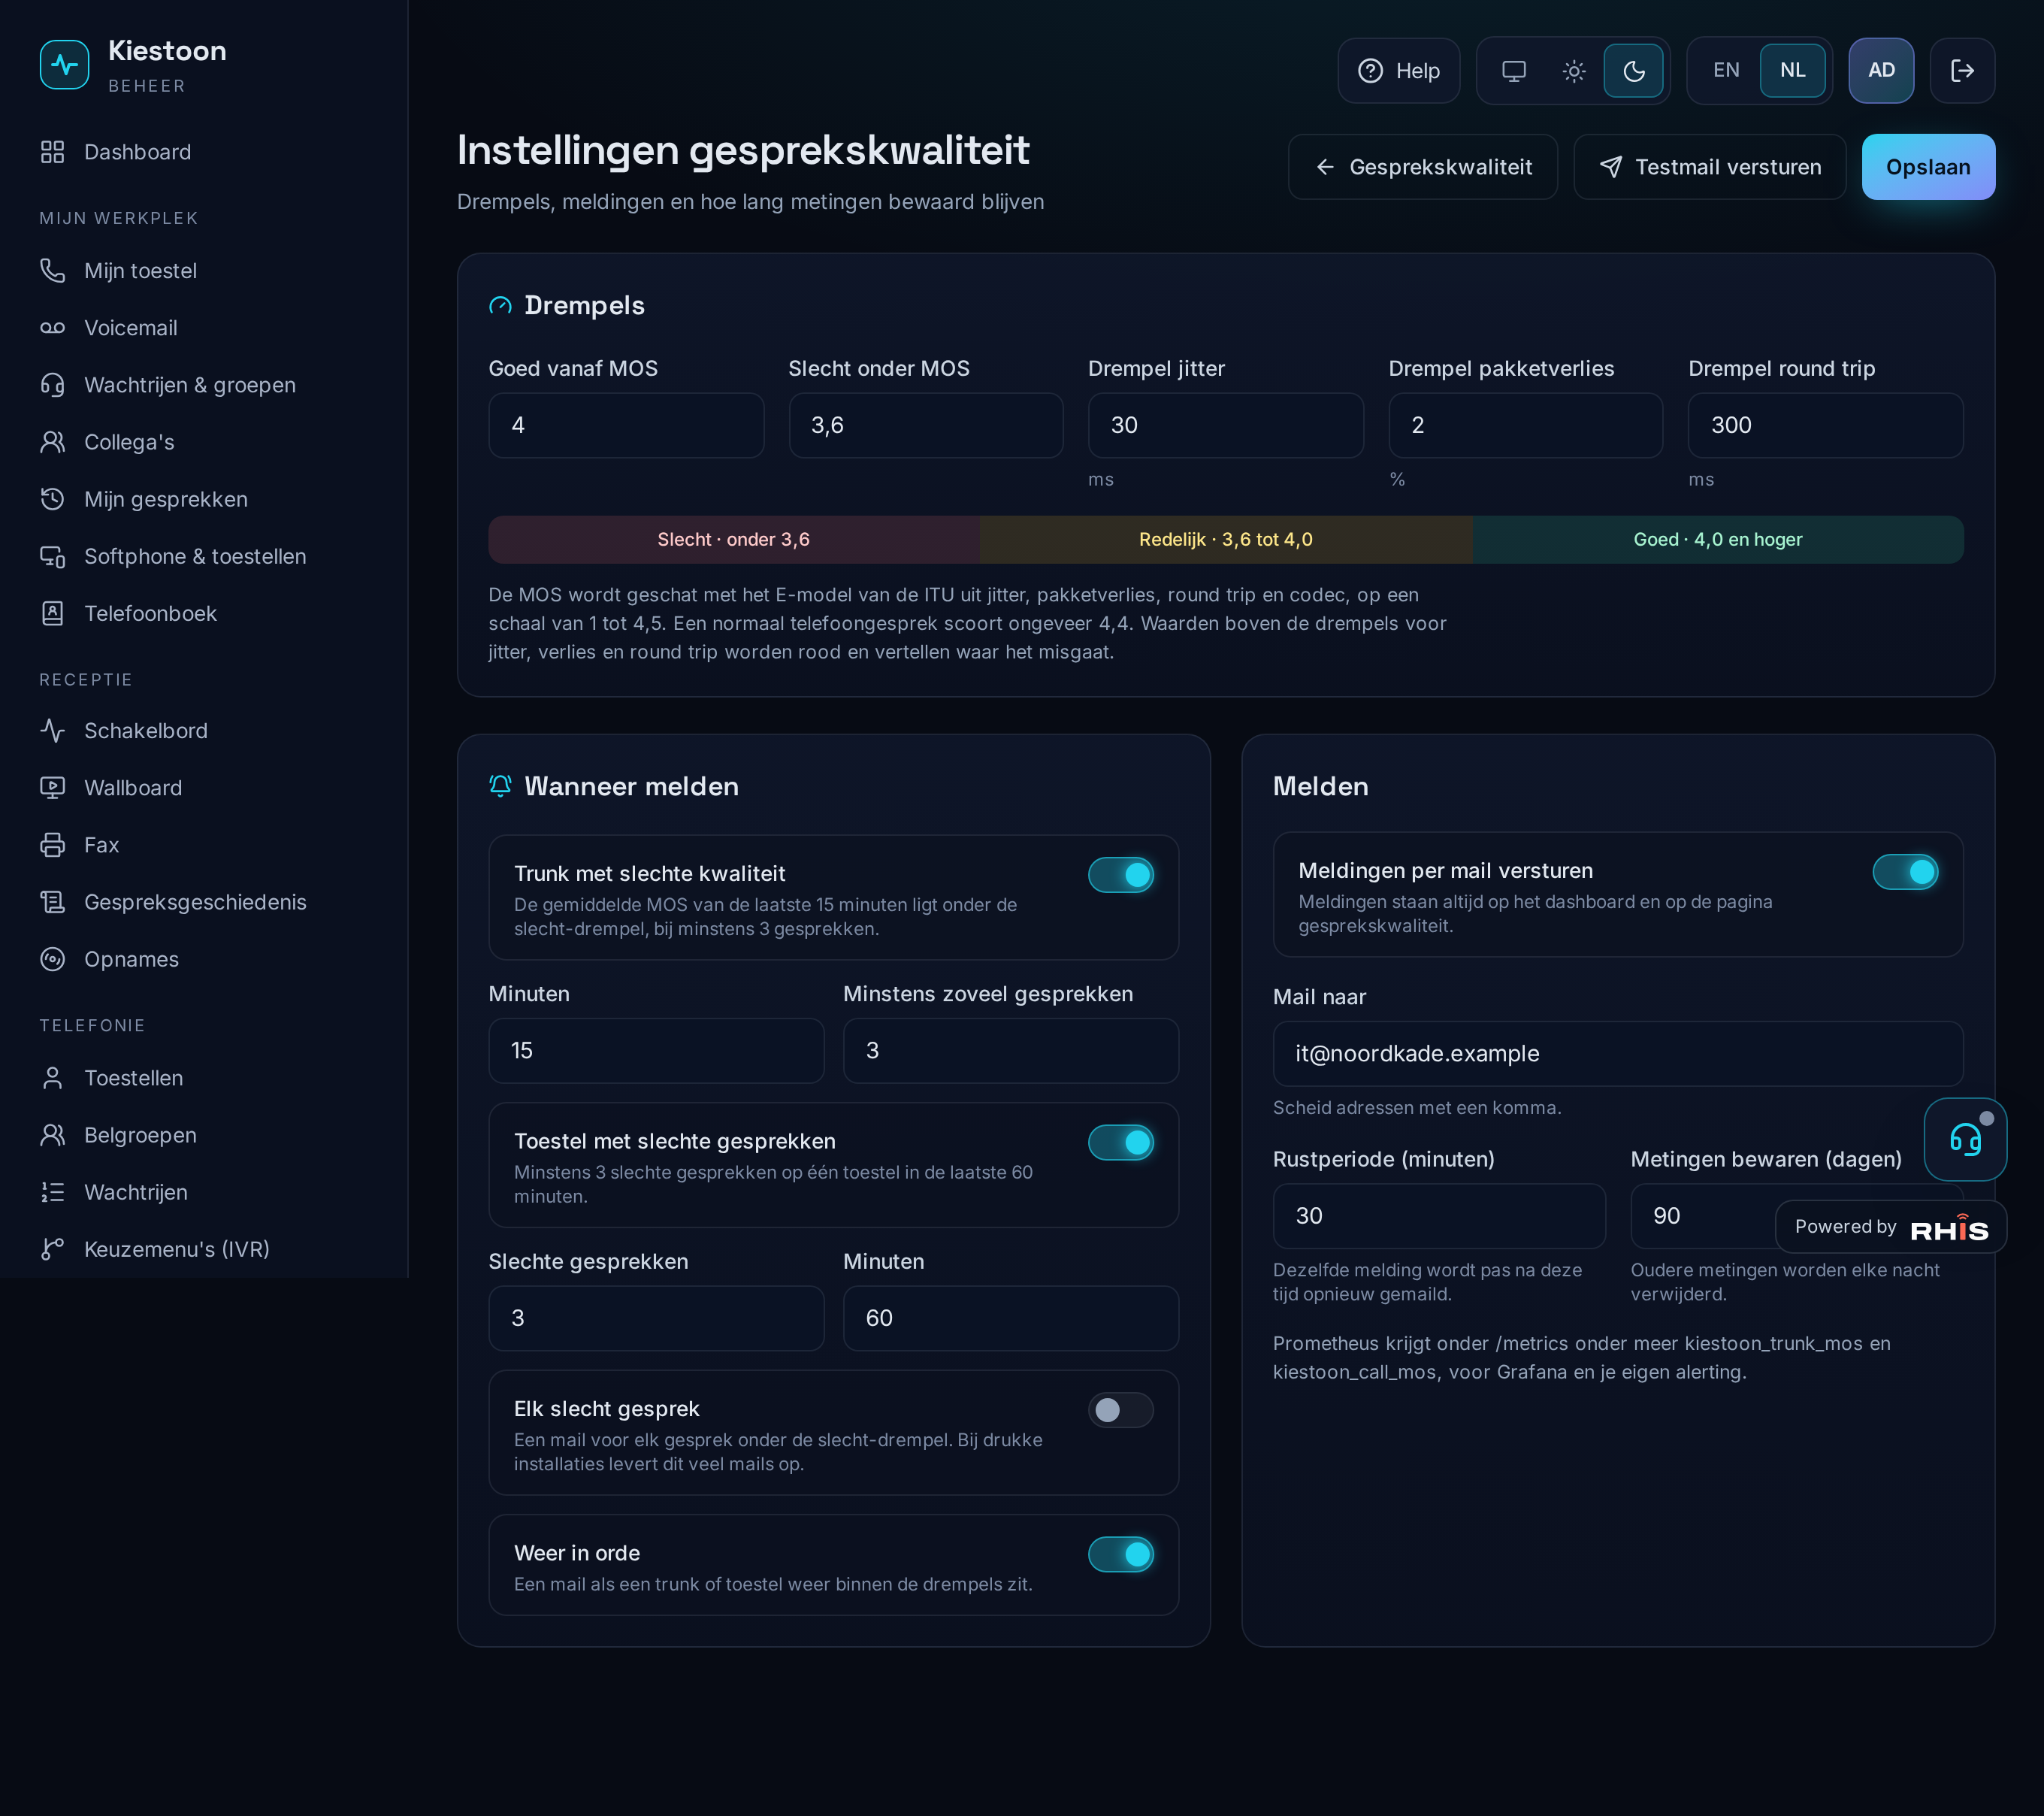 Kiestoon
BEHEER
Dashboard
MIJN WERKPLEK
Mijn toestel
Voicemail
Wachtrijen & groepen
Collega's
Mijn gesprekken
Softphone & toestellen
Telefoonboek
RECEPTIE
Schakelbord
Wallboard
Fax
Gespreksgeschiedenis
Opnames
TELEFONIE
Toestellen
Belgroepen
Wachtrijen
Keuzemenu's (IVR)
Help
EN
NL
AD
Instellingen gesprekskwaliteit
Drempels, meldingen en hoe lang metingen bewaard blijven
Gesprekskwaliteit
Testmail versturen
Opslaan
Drempels
Goed vanaf MOS
Slecht onder MOS
Drempel jitter
Drempel pakketverlies
Drempel round trip
4
3,6
30
2
300
ms
%
ms
Slecht · onder 3,6
Redelijk · 3,6 tot 4,0
Goed · 4,0 en hoger
De MOS wordt geschat met het E-model van de ITU uit jitter, pakketverlies, round trip en codec, op een
schaal van 1 tot 4,5. Een normaal telefoongesprek scoort ongeveer 4,4. Waarden boven de drempels voor
jitter, verlies en round trip worden rood en vertellen waar het misgaat.
Wanneer melden
Trunk met slechte kwaliteit
De gemiddelde MOS van de laatste 15 minuten ligt onder de
slecht-drempel, bij minstens 3 gesprekken.
Minuten
Minstens zoveel gesprekken
15
3
Toestel met slechte gesprekken
Minstens 3 slechte gesprekken op één toestel in de laatste 60
minuten.
Slechte gesprekken
Minuten
3
60
Elk slecht gesprek
Een mail voor elk gesprek onder de slecht-drempel. Bij drukke
installaties levert dit veel mails op.
Weer in orde
Een mail als een trunk of toestel weer binnen de drempels zit.
Melden
Meldingen per mail versturen
Meldingen staan altijd op het dashboard en op de pagina
gesprekskwaliteit.
Mail naar
it@noordkade.example
Scheid adressen met een komma.
Rustperiode (minuten)
Metingen bewaren (dagen)
30
90
Powered by RHiS
Dezelfde melding wordt pas na deze
tijd opnieuw gemaild.
Oudere metingen worden elke nacht
verwijderd.
Prometheus krijgt onder /metrics onder meer kiestoon_trunk_mos en
kiestoon_call_mos, voor Grafana en je eigen alerting.